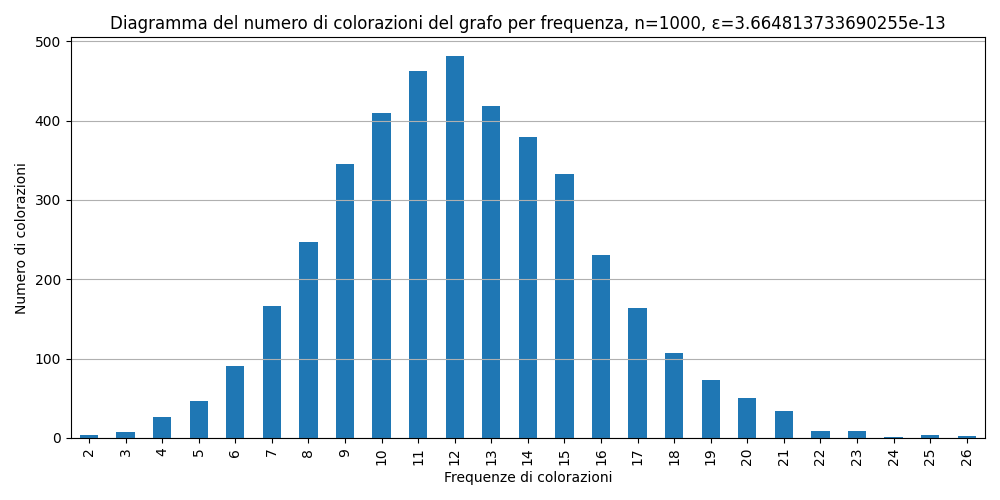 Diagramma del numero di colorazioni del grafo per frequenza, n=1000, ε=3.664813733690255e-13
500
400
300
200
100
0
Numero di colorazioni
2 3 4 5 6 7 8 9 10 11 12 13 14 15 16 17 18 19 20 21 22 23 24 25 26
Frequenze di colorazioni